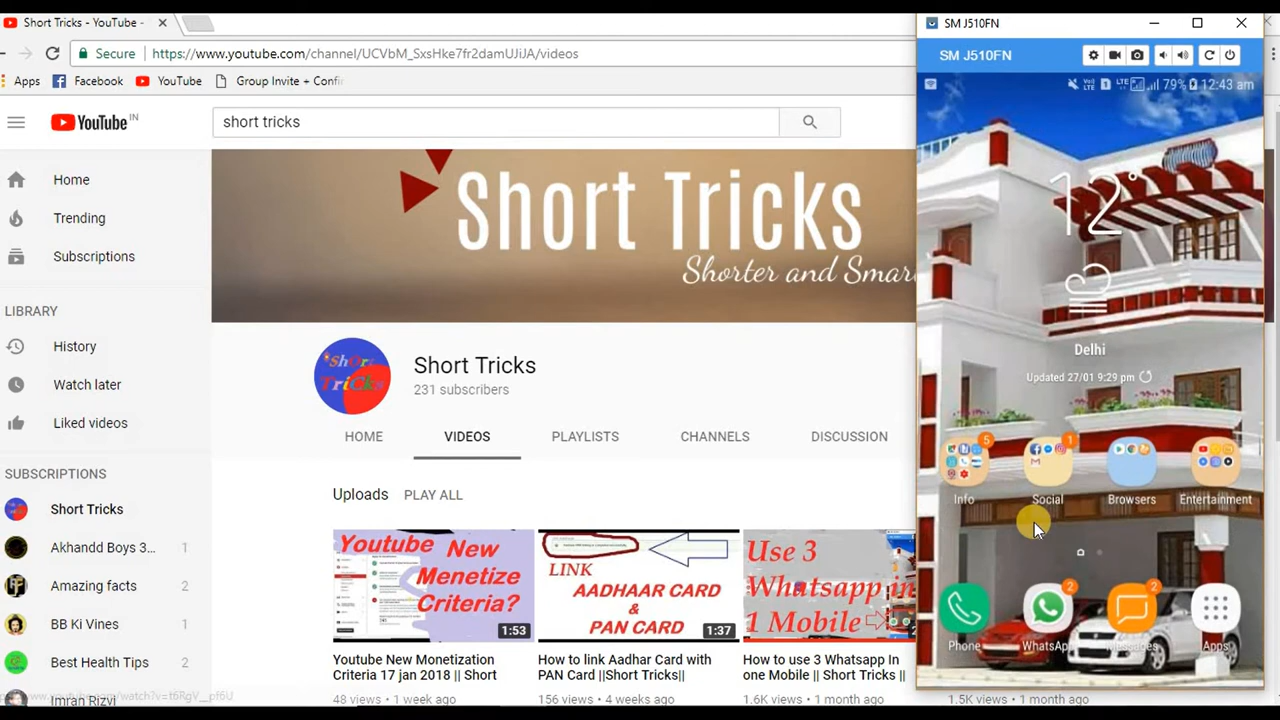 Short Tricks - YouTube -
SM J510FN
Secure
https://www.youtube.com/channel/UCVbM_SxsHke7fr2damUJiJA/videos
SM J510FN
Apps
Facebook
YouTube
Group Invite + Confi
LTE
79%
12:43 am
YouTube IN
short tricks
Home
Trending
Subscriptions
Short Tricks
Shorter and Smar
12°
Delhi
Updated 27/01 9:29 pm
LIBRARY
History
Watch later
Liked videos
Short Tricks
Short Tricks
231 subscribers
HOME
VIDEOS
PLAYLISTS
CHANNELS
DISCUSSION
5
1
Info
Social
Browsers
Entertainment
SUBSCRIPTIONS
Short Tricks
Akhandd Boys 3... 1
Amazing facts 2
BB Ki Vines 1
Best Health Tips 2
Imran Rizvi
Uploads
PLAY ALL
Youtube New
Menetize
Criteria?
1:53
LINK
AADHAAR CARD
&
PAN CARD
1:37
Use 3
Whatsapp in
1 Mobile
2
2
Phone
WhatsApp
Messages
Apps
Youtube New Monetization
Criteria 17 jan 2018 || Short
48 views · 1 week ago
How to link Aadhar Card with
PAN Card ||Short Tricks||
156 views · 4 weeks ago
How to use 3 Whatsapp In
one Mobile || Short Tricks ||
1.6K views · 1 month ago
1.5K views · 1 month ago